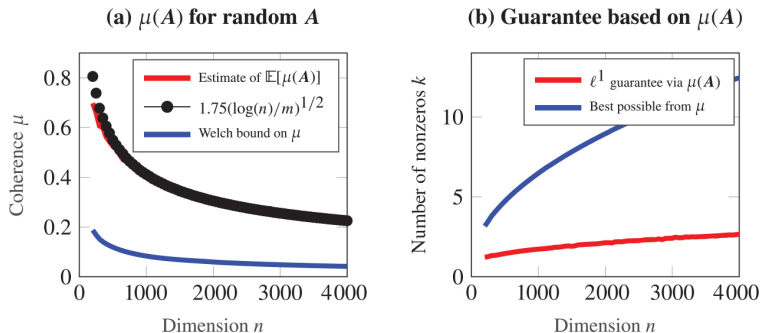 (a) μ(A) for random A
Coherence μ
0.8
0.6
0.4
0.2
0
Estimate of 𝔼[μ(A)]
1.75(log(n)/m)^{1/2}
Welch bound on μ
0 1000 2000 3000 4000
Dimension n
(b) Guarantee based on μ(A)
Number of nonzeros k
10
5
0
ℓ¹ guarantee via μ(A)
Best possible from μ
0 1000 2000 3000 4000
Dimension n